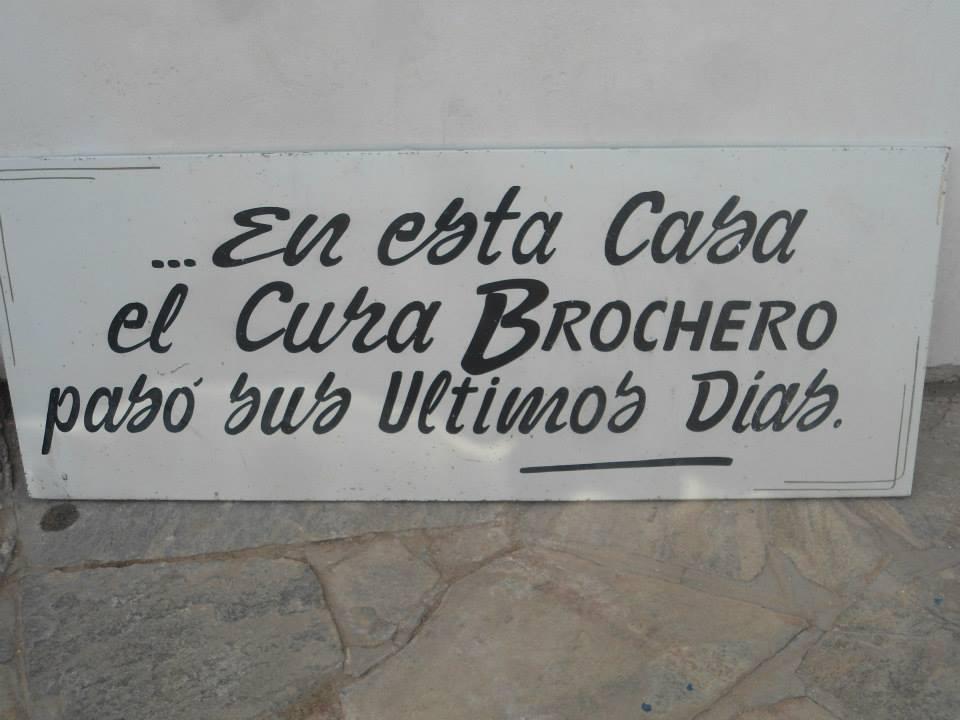 ...En esta Casa
el Cura BROCHERO
pasó sus Ultimos Dias.